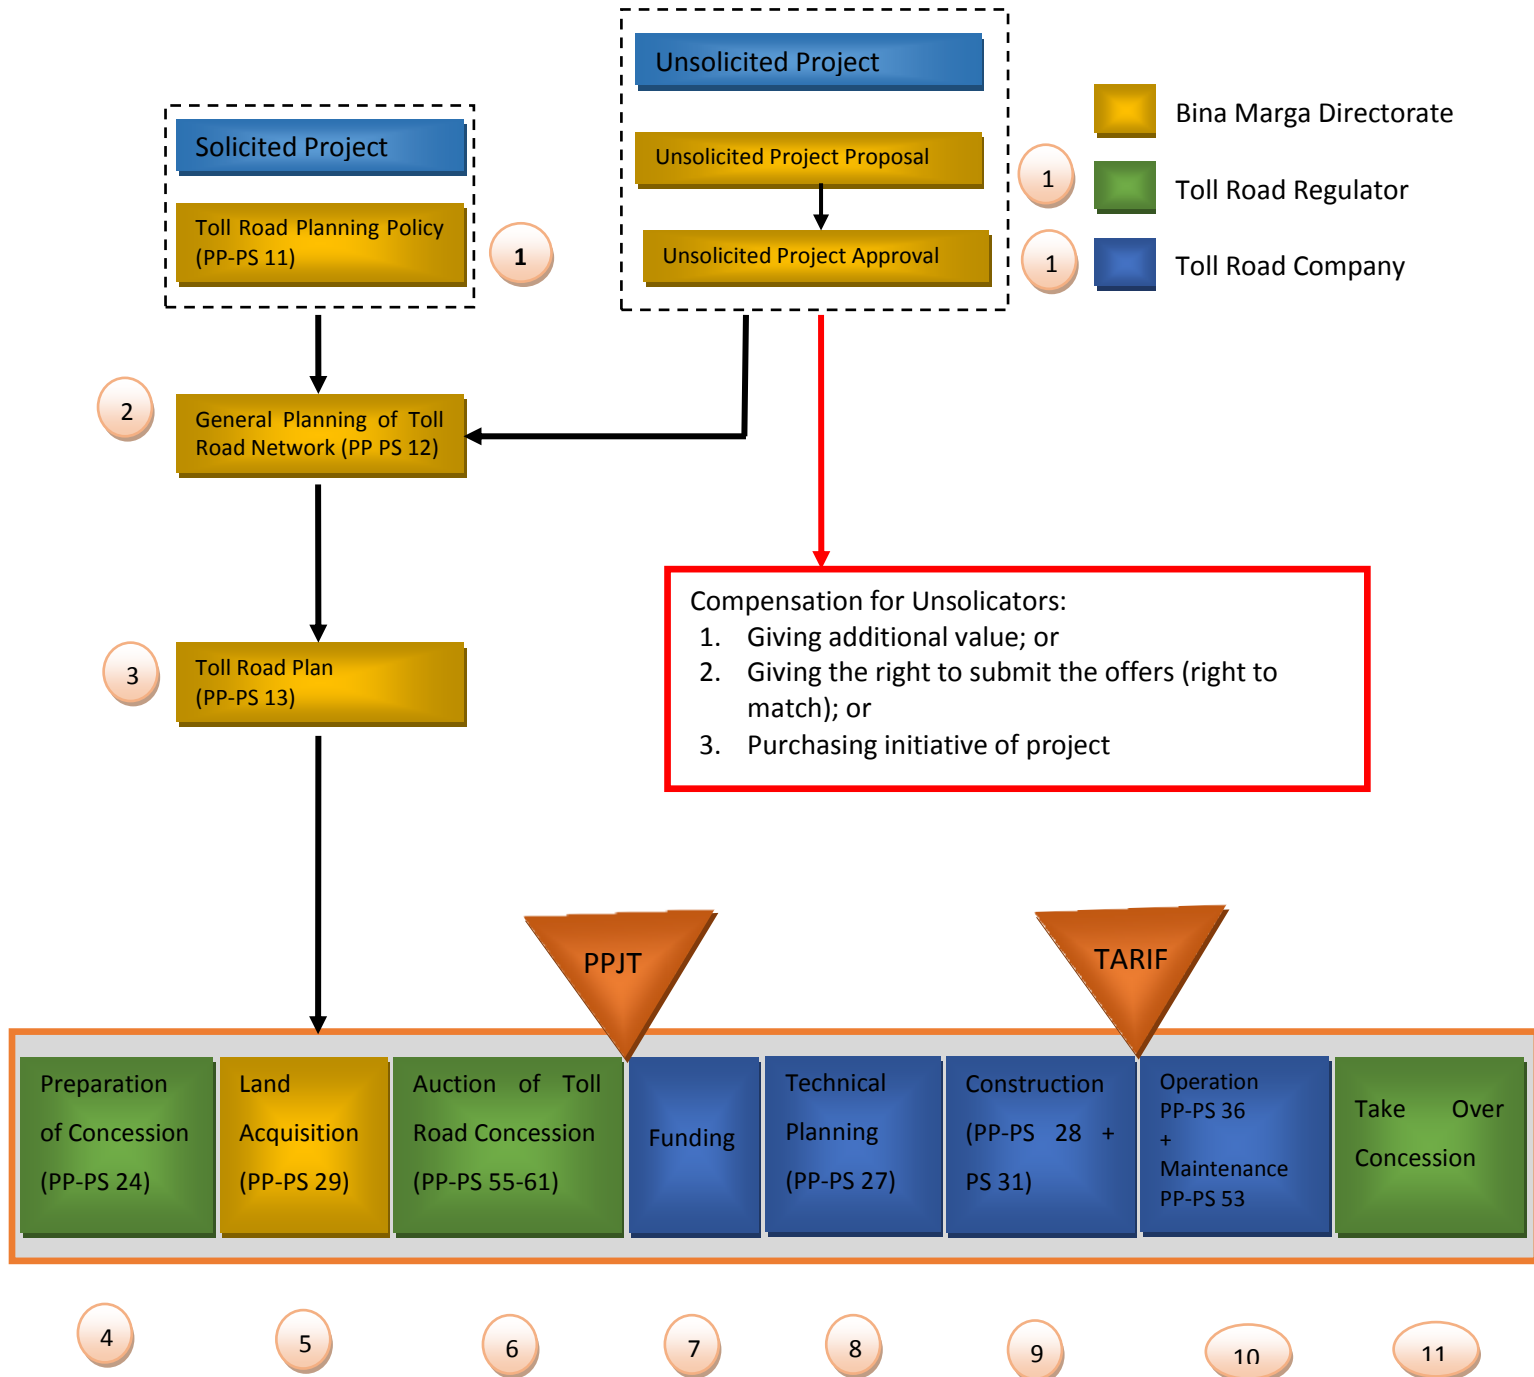 Unsolicited Project
Solicited Project
Unsolicited Project Proposal
Unsolicited Project Approval
Toll Road Planning Policy
(PP-PS 11)
1
1
1
Bina Marga Directorate
Toll Road Regulator
Toll Road Company
2
General Planning of Toll
Road Network (PP PS 12)
3
Toll Road Plan
(PP-PS 13)
Compensation for Unsolicators:
1. Giving additional value; or
2. Giving the right to submit the offers (right to
match); or
3. Purchasing initiative of project
PPJT
TARIF
Preparation
of Concession
(PP-PS 24)
Land
Acquisition
(PP-PS 29)
Auction of Toll
Road Concession
(PP-PS 55-61)
Funding
Technical
Planning
(PP-PS 27)
Construction
(PP-PS 28 +
PS 31)
Operation
PP-PS 36
+
Maintenance
PP-PS 53
Take Over
Concession
4
5
6
7
8
9
10
11